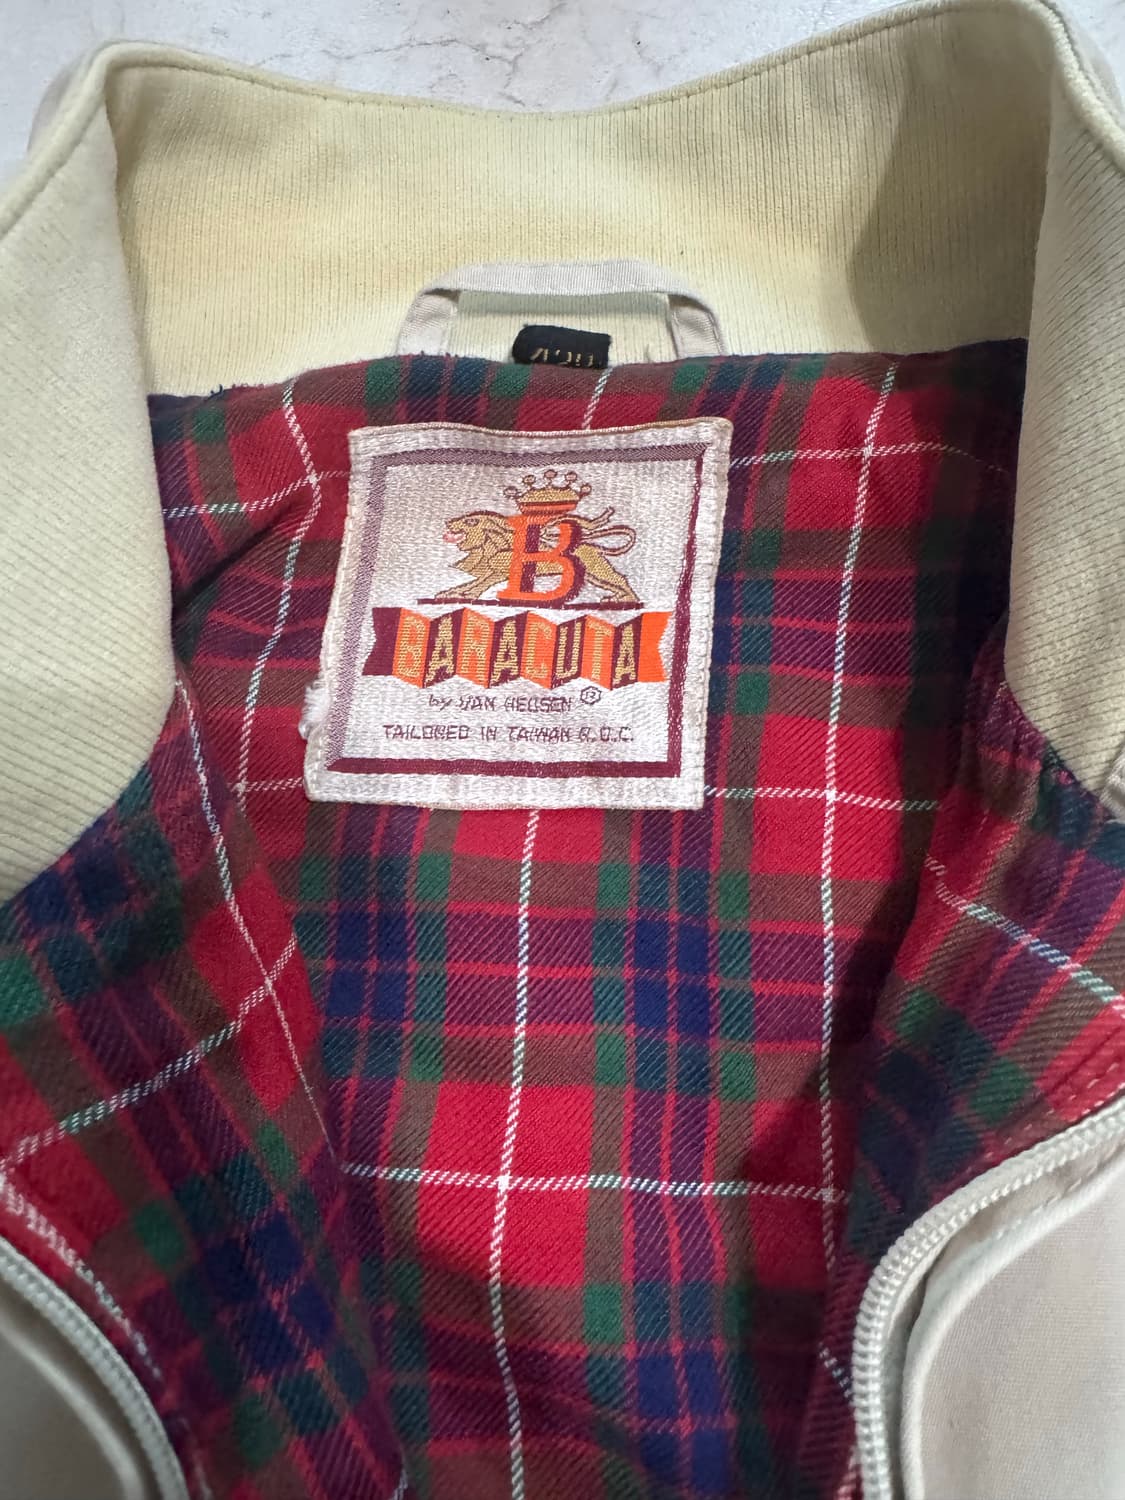 B
BARACUTA
by VAN HEUSEN ®
TAILORED IN TAIWAN R.O.C.